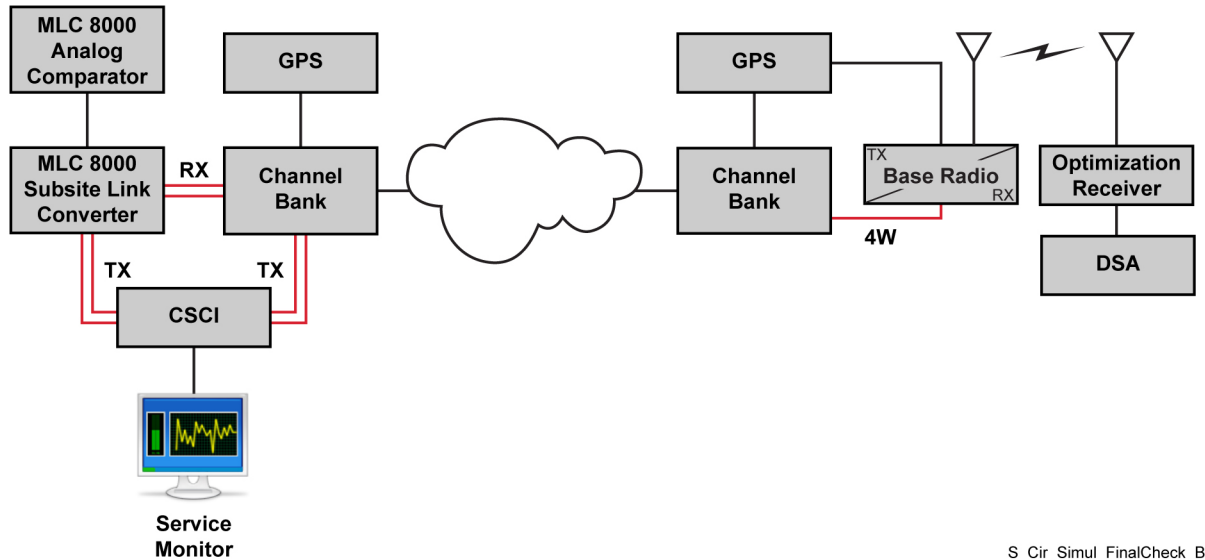 MLC 8000
Analog
Comparator
GPS
GPS
MLC 8000
Subsite Link
Converter
RX
Channel
Bank
Channel
Bank
TX
Base Radio
RX
Optimization
Receiver
4W
DSA
TX
TX
CSCI
Service
Monitor
S_Cir_Simul_FinalCheck_B